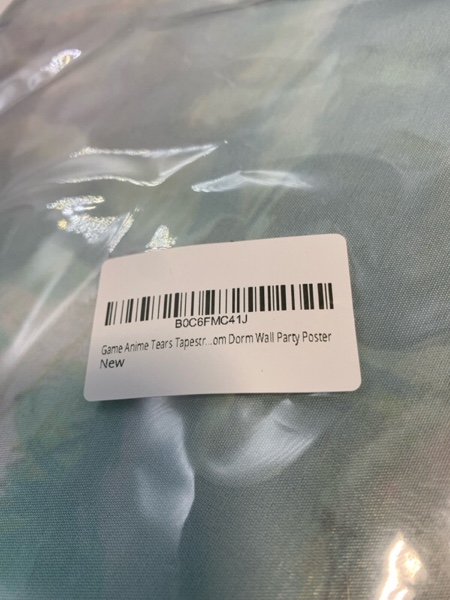 B0C6FMC41J
Game Anime Tears Tapestr...om Dorm Wall Party Poster
New